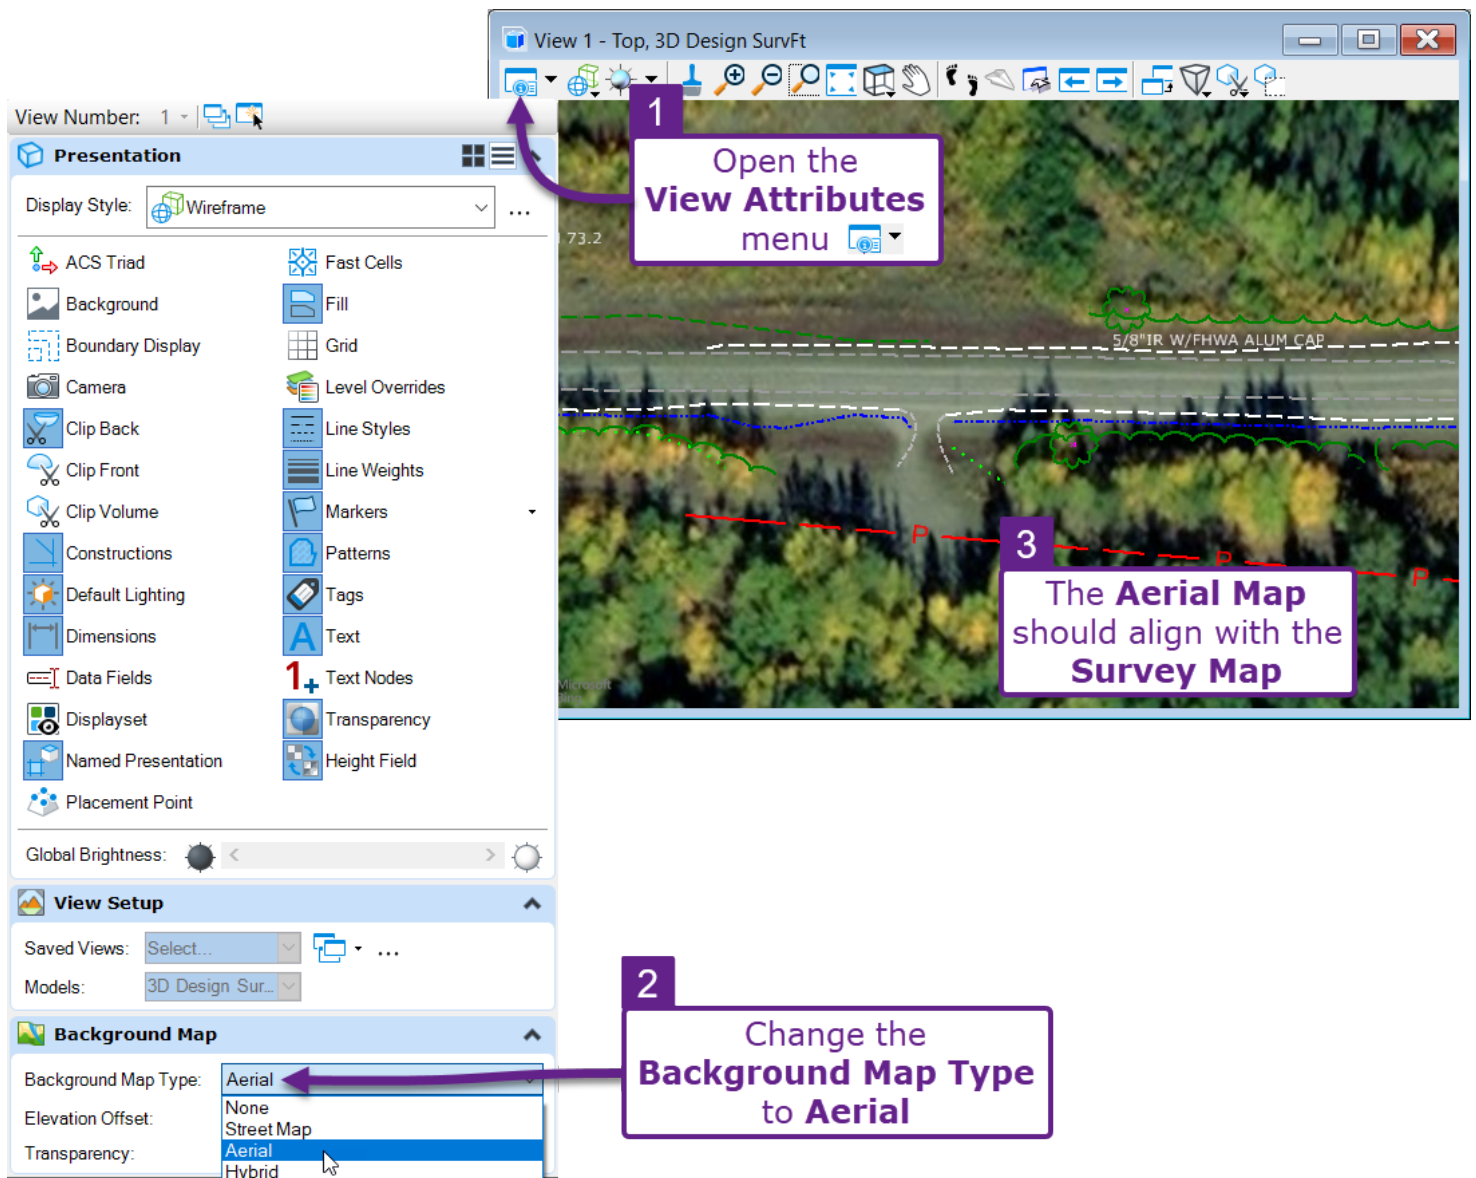 View 1 - Top, 3D Design SurvFt
View Number: 1
Presentation
Display Style: Wireframe ...
ACS Triad
Fast Cells
Background
Fill
Boundary Display
Grid
Camera
Level Overrides
Clip Back
Line Styles
Clip Front
Line Weights
Clip Volume
Markers
Constructions
Patterns
Default Lighting
Tags
Dimensions
Text
Data Fields
Text Nodes
Displayset
Transparency
Named Presentation
Height Field
Placement Point
Global Brightness:
View Setup
Saved Views: Select... ...
Models: 3D Design Sur...
Background Map
Background Map Type: Aerial
Elevation Offset:
Transparency:
None
Street Map
Aerial
Hybrid
1
Open the
View Attributes
menu
73.2
5/8"IR W/FHWA ALUM CAP
P
P
P
3
The Aerial Map
should align with the
Survey Map
Microsoft
Bing
2
Change the
Background Map Type
to Aerial